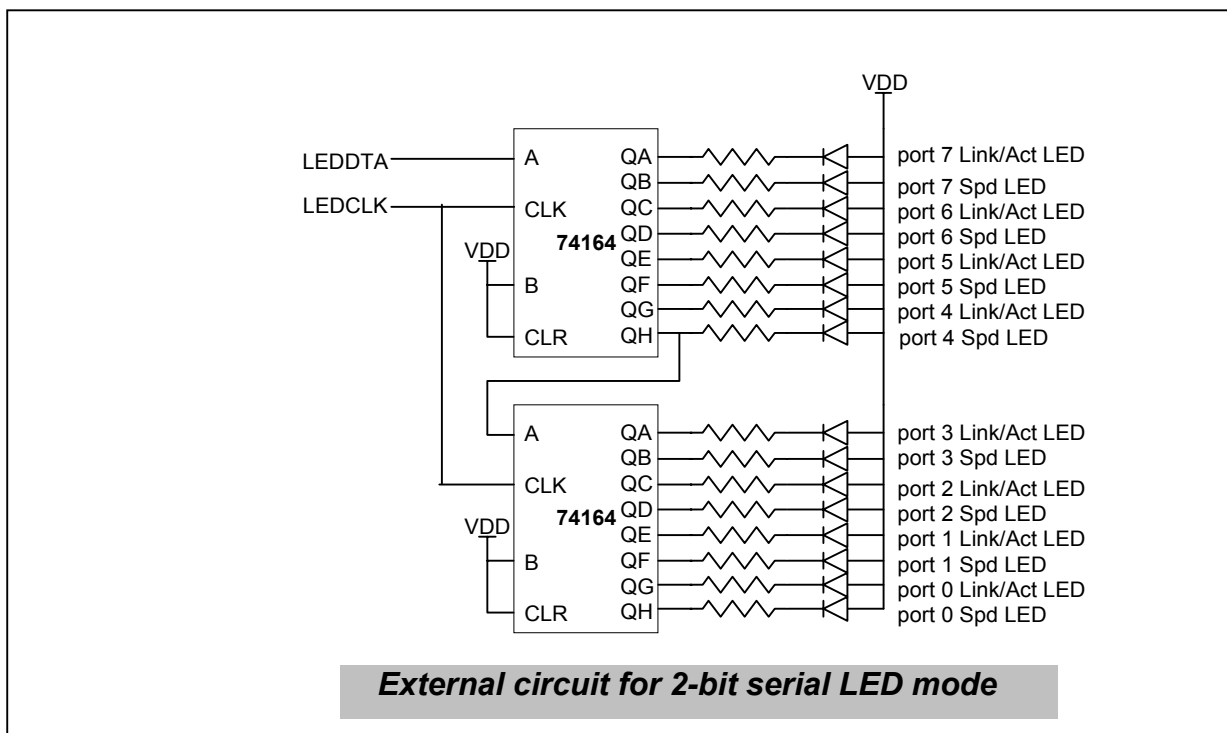 VDD
LEDDTA
A
QA
port 7 Link/Act LED
QB
port 7 Spd LED
LEDCLK
CLK
QC
port 6 Link/Act LED
74164
QD
port 6 Spd LED
VDD
QE
port 5 Link/Act LED
B
QF
port 5 Spd LED
QG
port 4 Link/Act LED
CLR
QH
port 4 Spd LED
A
QA
port 3 Link/Act LED
QB
port 3 Spd LED
CLK
QC
port 2 Link/Act LED
74164
QD
port 2 Spd LED
VDD
QE
port 1 Link/Act LED
B
QF
port 1 Spd LED
QG
port 0 Link/Act LED
CLR
QH
port 0 Spd LED
External circuit for 2-bit serial LED mode